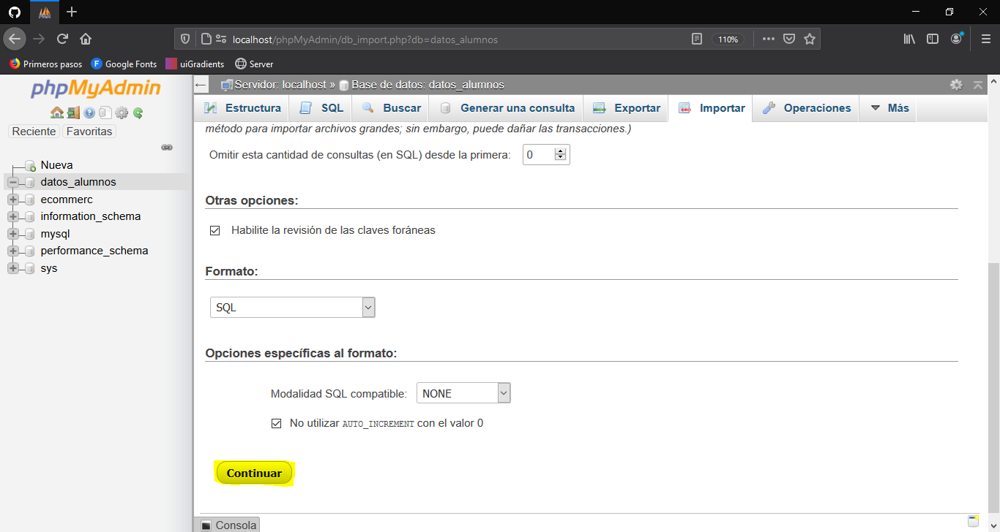 localhost/phpMyAdmin/db_import.php?db=datos_alumnos
110%
Primeros pasos
Google Fonts
uiGradients
Server
phpMyAdmin
Reciente
Favoritas
Nueva
datos_alumnos
ecommerc
information_schema
mysql
performance_schema
sys
Servidor: localhost » Base de datos: datos_alumnos
Estructura
SQL
Buscar
Generar una consulta
Exportar
Importar
Operaciones
Más
método para importar archivos grandes; sin embargo, puede dañar las transacciones.)
Omitir esta cantidad de consultas (en SQL) desde la primera: 0
Otras opciones:
Habilite la revisión de las claves foráneas
Formato:
SQL
Opciones específicas al formato:
Modalidad SQL compatible: NONE
No utilizar AUTO_INCREMENT con el valor 0
Continuar
Consola